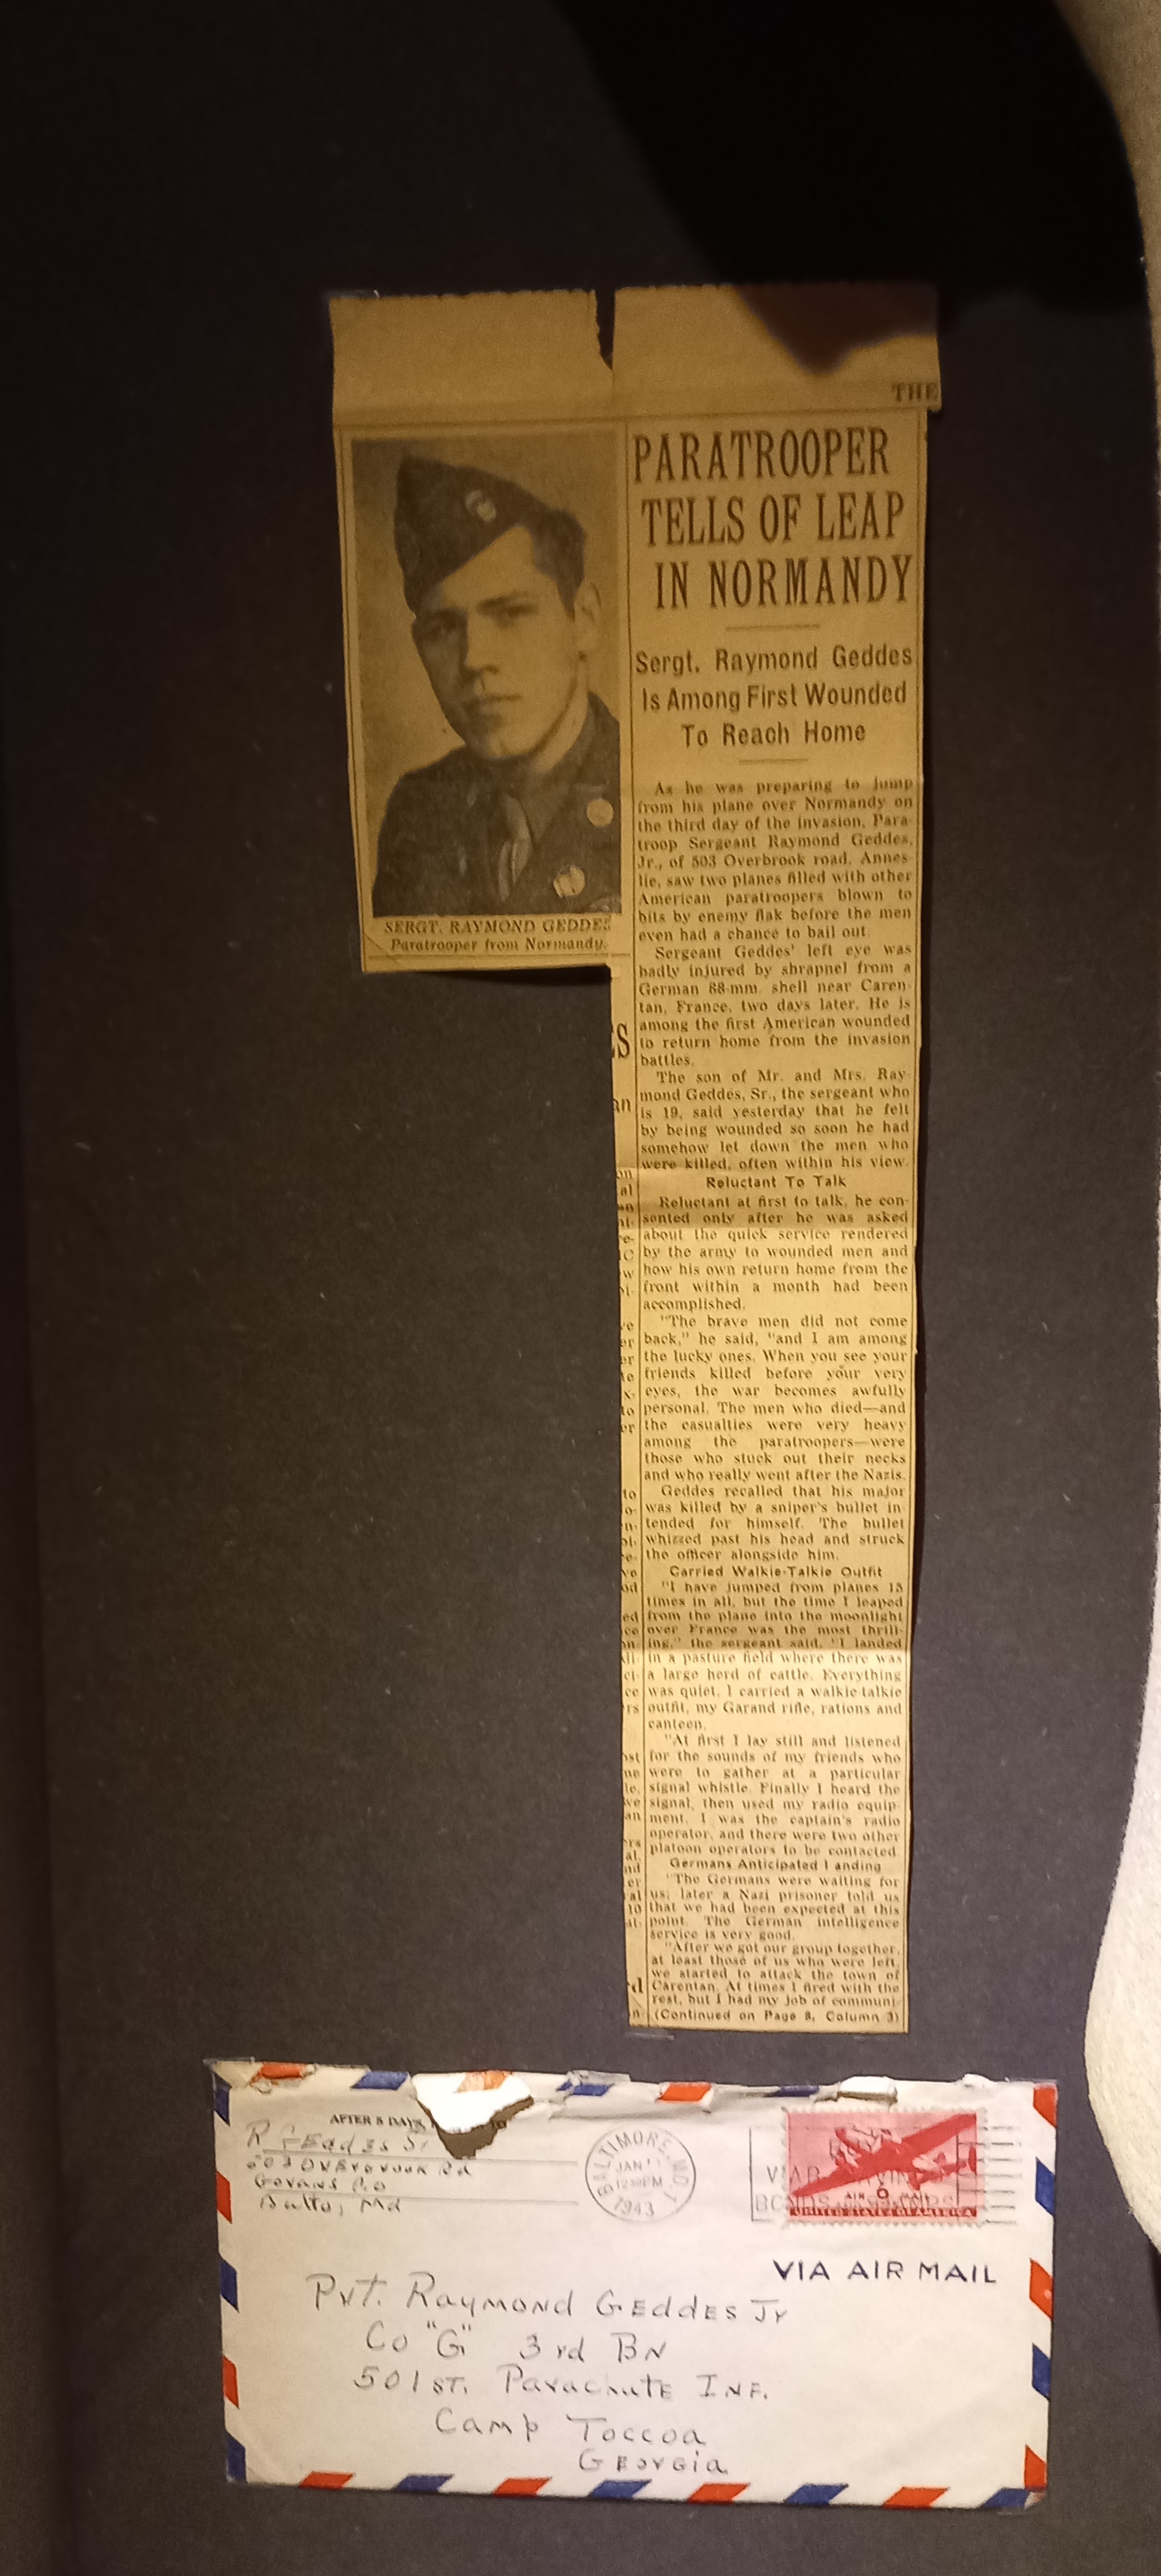 THE
SERGT. RAYMOND GEDDES
Paratrooper from Normandy.
PARATROOPER
TELLS OF LEAP
IN NORMANDY
Sergt. Raymond Geddes
Is Among First Wounded
To Reach Home
As he was preparing to jump
from his plane over Normandy on
the third day of the invasion, Para-
troop Sergeant Raymond Geddes,
Jr., of 503 Overbrook road, Annes-
lie, saw two planes filled with other
American paratroopers blown to
bits by enemy flak before the men
even had a chance to bail out.
Sergeant Geddes' left eye was
badly injured by shrapnel from a
German 88-mm. shell near Caren-
tan, France, two days later. He is
among the first American wounded
to return home from the invasion
battles.
The son of Mr. and Mrs. Ray-
mond Geddes, Sr., the sergeant who
is 19, said yesterday that he felt
by being wounded so soon he had
somehow let down the men who
were killed, often within his view.
Reluctant To Talk
Reluctant at first to talk, he con-
sented only after he was asked
about the quick service rendered
by the army to wounded men and
how his own return home from the
front within a month had been
accomplished.
"The brave men did not come
back," he said, "and I am among
the lucky ones. When you see your
friends killed before your very
eyes, the war becomes awfully
personal. The men who died—and
the casualties were very heavy
among the paratroopers—were
those who stuck out their necks
and who really went after the Nazis.
Geddes recalled that his major
was killed by a sniper's bullet in-
tended for himself. The bullet
whizzed past his head and struck
the officer alongside him.
Carried Walkie-Talkie Outfit
"I have jumped from planes 15
times in all, but the time I leaped
from the plane into the moonlight
over France was the most thrill-
ing," the sergeant said. "I landed
in a pasture field where there was
a large herd of cattle. Everything
was quiet. I carried a walkie-talkie
outfit, my Garand rifle, rations and
canteen.
"At first I lay still and listened
for the sounds of my friends who
were to gather at a particular
signal whistle. Finally I heard the
signal, then used my radio equip-
ment. I was the captain's radio
operator, and there were two other
platoon operators to be contacted.
Germans Anticipated Landing
"The Germans were waiting for
us; later a Nazi prisoner told us
that we had been expected at this
point. The German intelligence
service is very good.
"After we got our group together,
at least those of us who were left,
we started to attack the town of
Carentan. At times I fired with the
rest, but I had my job of communi-
(Continued on Page 8, Column 3)
AFTER 5 DAYS,
R GEddes Sr
503 OVErbrook Rd
Govans P.O
Balto, Md
BALTIMORE, MD.
JAN
12 PM
1943
AIR 6 MAIL
UNITED STATES OF AMERICA
VIA AIR MAIL
Pvt. Raymond GEddes Jr
Co "G" 3rd BN
501ST. Parachute INF.
Camp Toccoa
Georgia